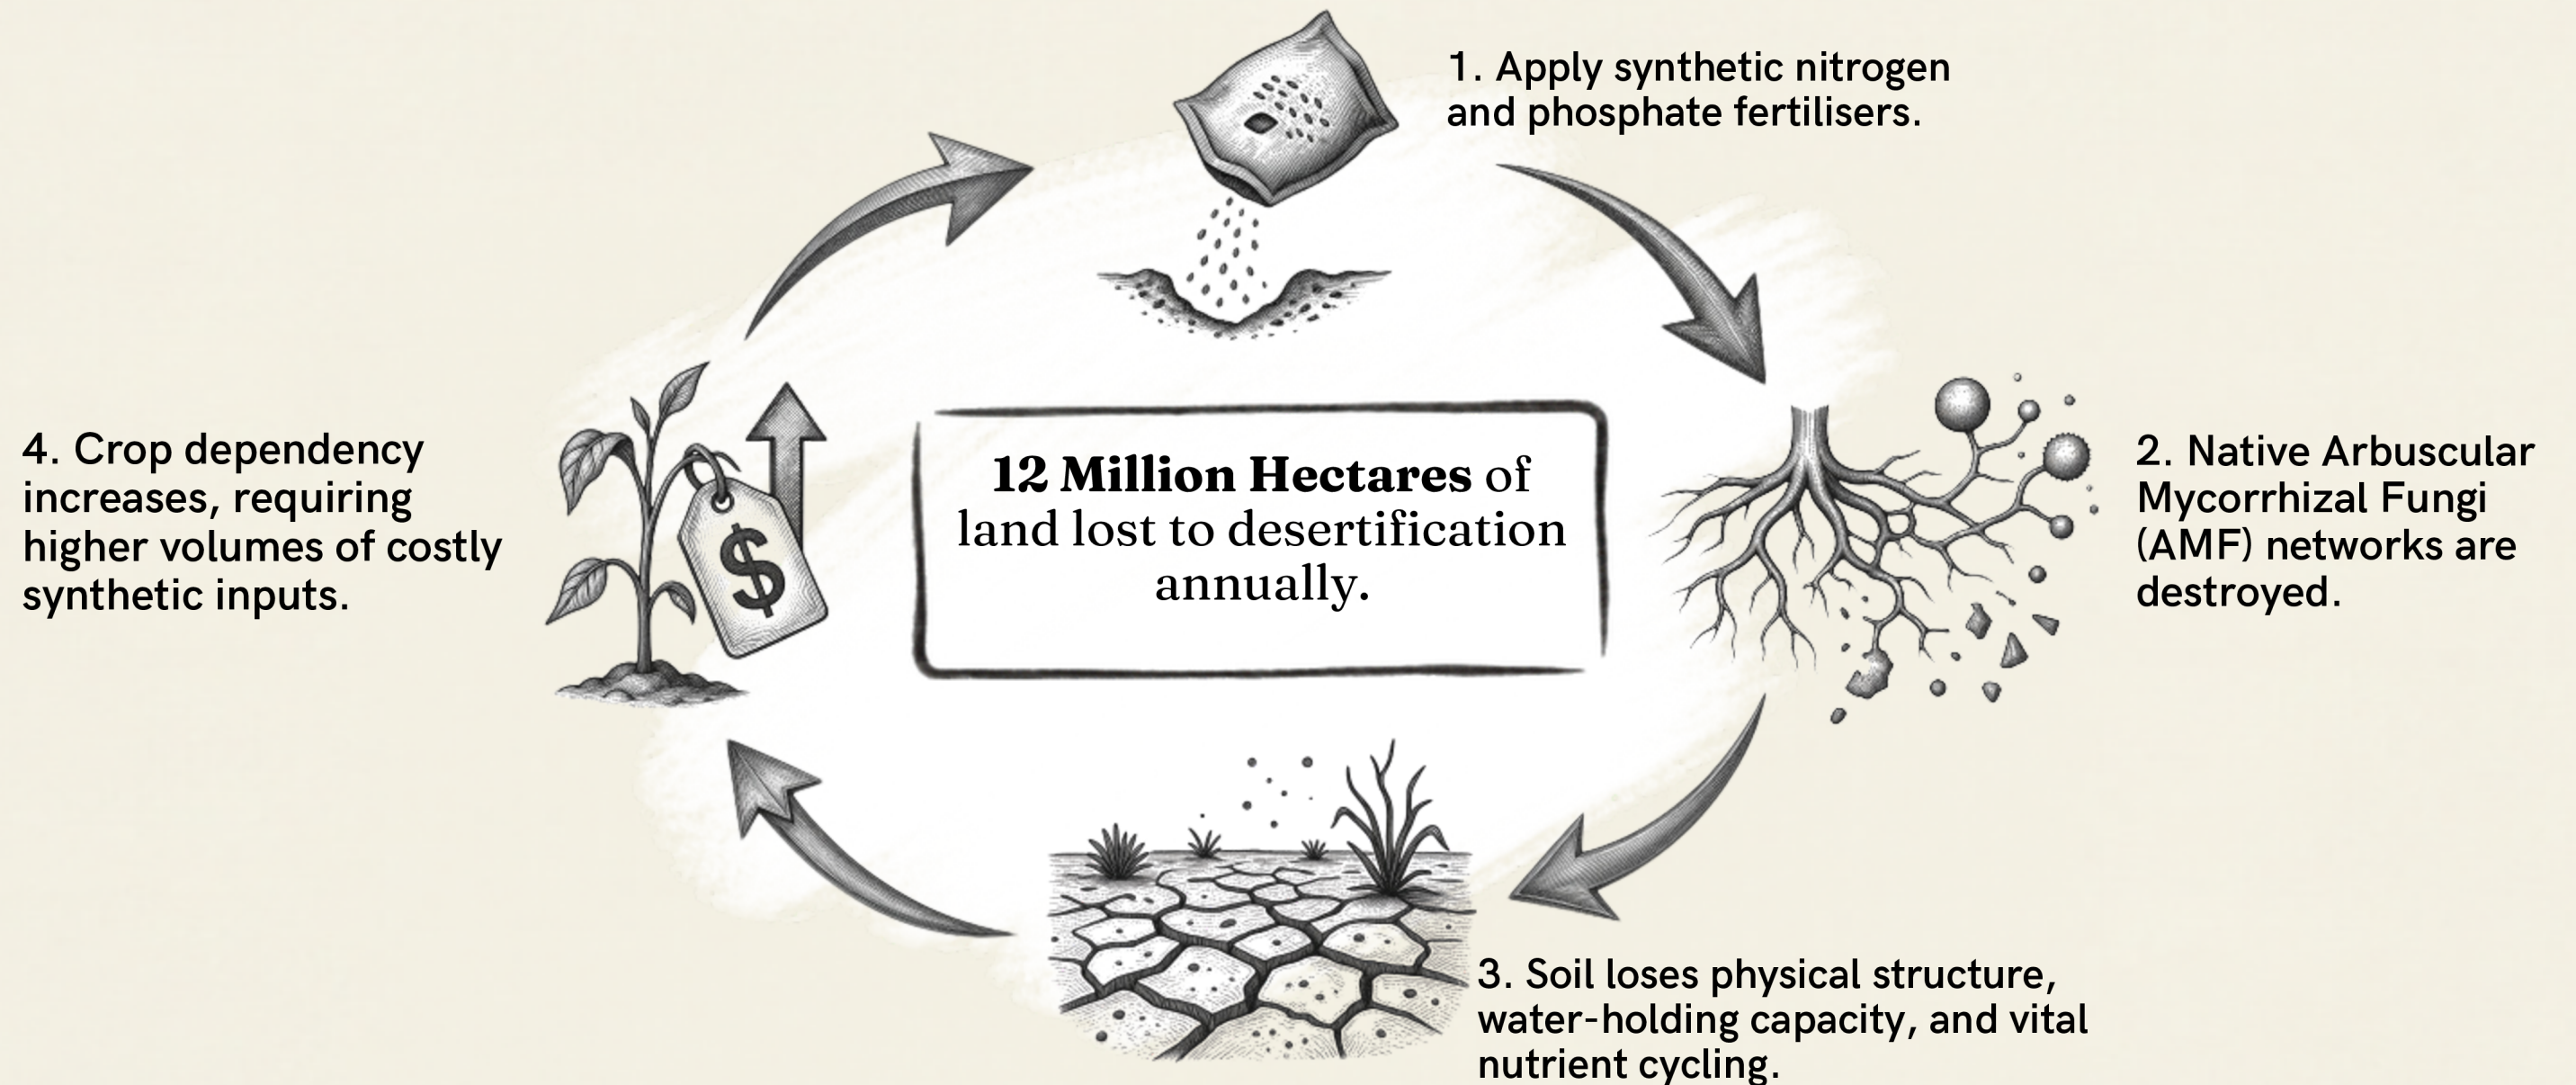 1. Apply synthetic nitrogen
and phosphate fertilisers.
2. Native Arbuscular
Mycorrhizal Fungi
(AMF) networks are
destroyed.
3. Soil loses physical structure,
water-holding capacity, and vital
nutrient cycling.
4. Crop dependency
increases, requiring
higher volumes of costly
synthetic inputs.
$
12 Million Hectares of
land lost to desertification
annually.